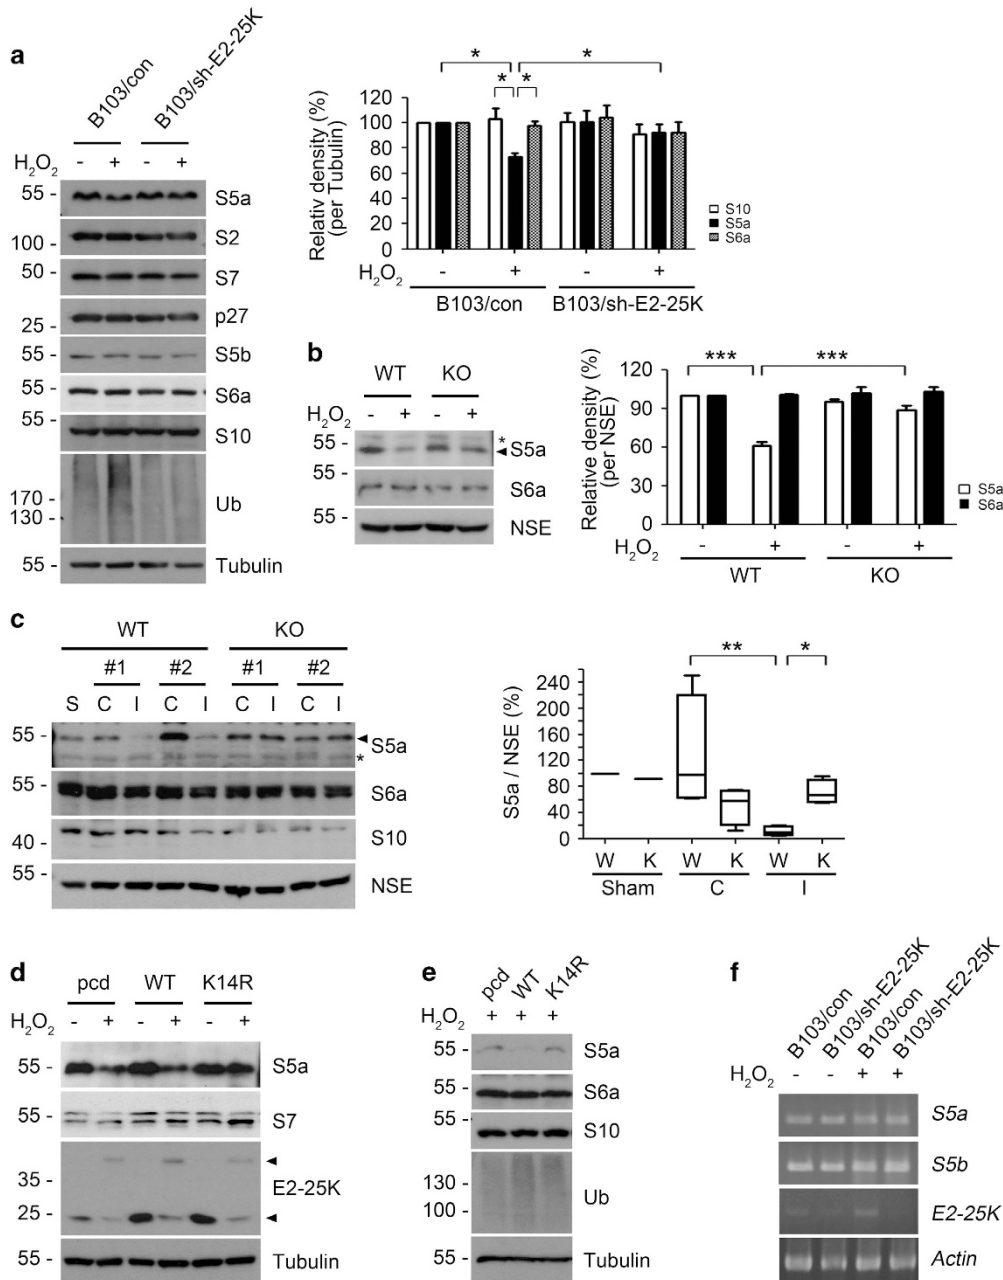 a
B103/con
B103/sh-E2-25K
H2O2 - + - +
55 - S5a
100 - S2
50 - S7
25 - p27
55 - S5b
55 - S6a
55 - S10
170 -
130 -
Ub
55 - Tubulin
Relativ density (%)
(per Tubulin)
120
100
80
60
40
20
0
* *
* *
S10
S5a
S6a
H2O2 - + - +
B103/con B103/sh-E2-25K
b
WT KO
H2O2 - + - +
55 - * S5a
55 - S6a
55 - NSE
Relative density (%)
(per NSE)
120
90
60
30
0
*** ***
S5a
S6a
H2O2 - + - +
WT KO
c
WT KO
#1 #2 #1 #2
S C I C I C I C I
55 - S5a
*
55 - S6a
40 - S10
55 - NSE
S5a / NSE (%)
240
200
160
120
80
40
0
** *
W K W K W K
Sham C I
d
pcd WT K14R
H2O2 - + - + - +
55 - S5a
55 - S7
35 -
E2-25K
25 -
55 - Tubulin
e
pcd WT K14R
H2O2 + + +
55 - S5a
55 - S6a
55 - S10
130 -
100 -
Ub
55 - Tubulin
f
B103/con
B103/sh-E2-25K
B103/con
B103/sh-E2-25K
H2O2 - - + +
S5a
S5b
E2-25K
Actin